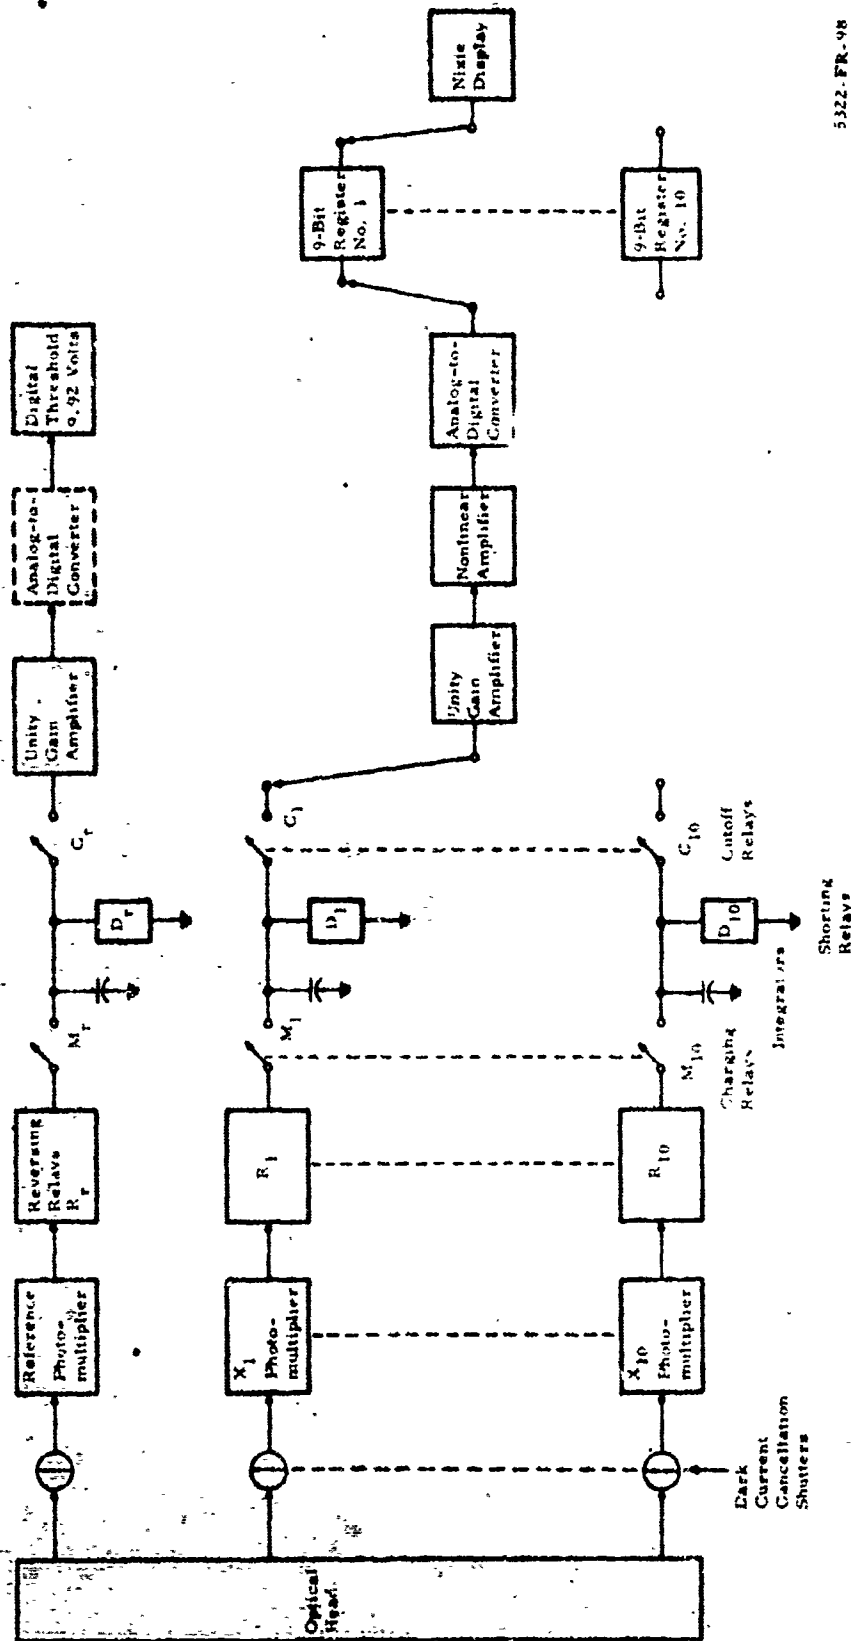 Optical
Head
Dark
Current
Cancellation
Shutters
Reference
Photo-
multiplier
X1
Photo-
multiplier
X10
Photo-
multiplier
Reversing
Relays
Rr
R1
R10
Mr
M1
M10
Charging
Relays
Integrators
Dr
D1
D10
Shorting
Relays
Cr
C1
C10
Cutoff
Relays
Unity
Gain
Amplifier
Analog-to-
Digital
Converter
Digital
Threshold
9.92 Volts
Unity
Gain
Amplifier
Nonlinear
Amplifier
Analog-to-
Digital
Converter
9-Bit
Register
No. 1
9-Bit
Register
No. 10
Nixie
Display
5322-FR-98